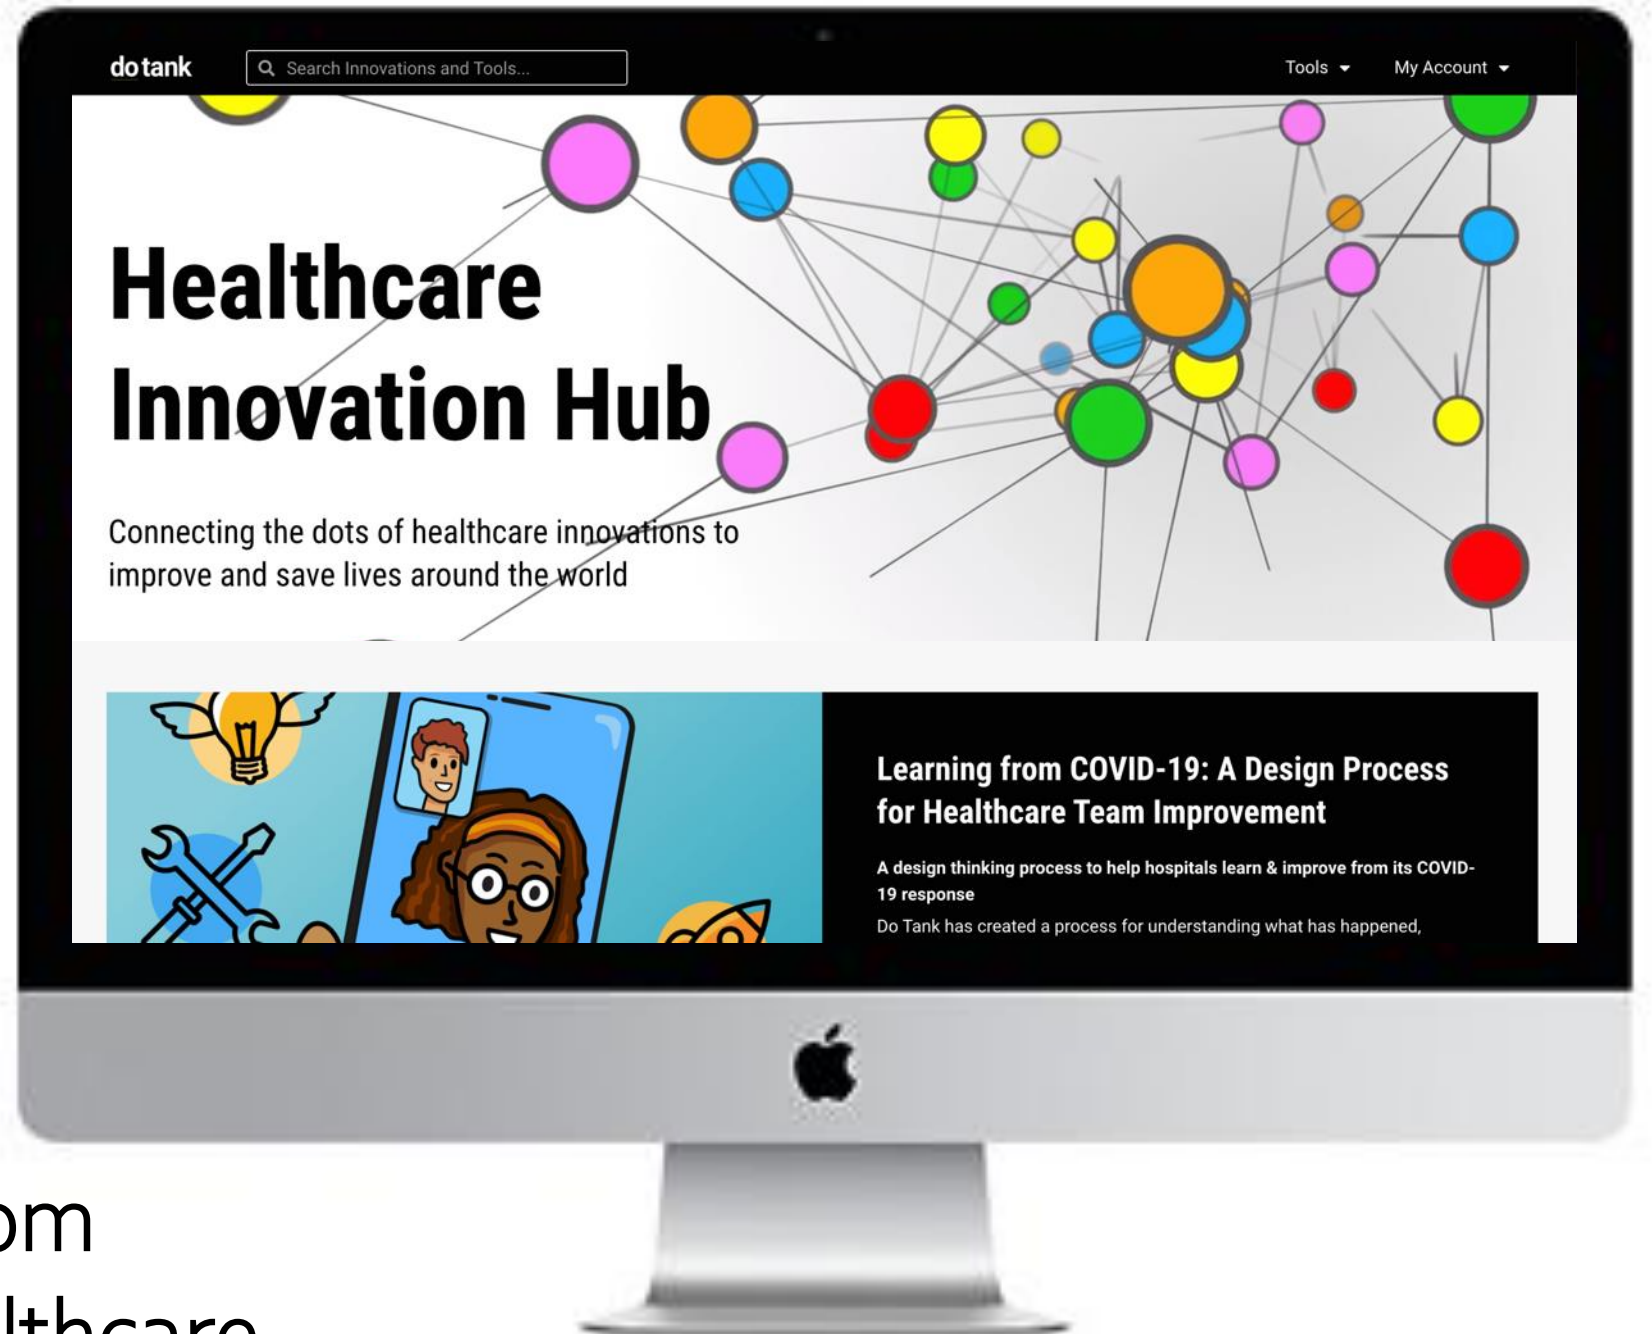 do tank
Search Innovations and Tools...
Tools
My Account
Healthcare
Innovation Hub
Connecting the dots of healthcare innovations to
improve and save lives around the world
Learning from COVID-19: A Design Process
for Healthcare Team Improvement
A design thinking process to help hospitals learn & improve from its COVID-
19 response
Do Tank has created a process for understanding what has happened,
om
lthcare